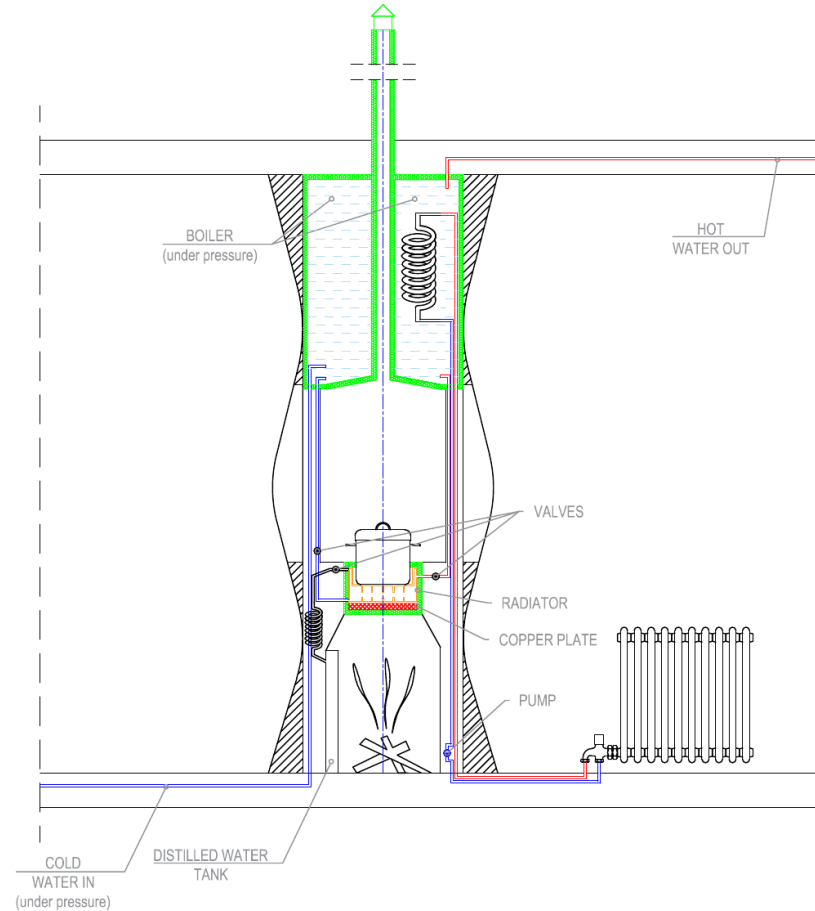 BOILER
(under pressure)
HOT
WATER OUT
VALVES
RADIATOR
COPPER PLATE
PUMP
COLD
WATER IN
(under pressure)
DISTILLED WATER
TANK